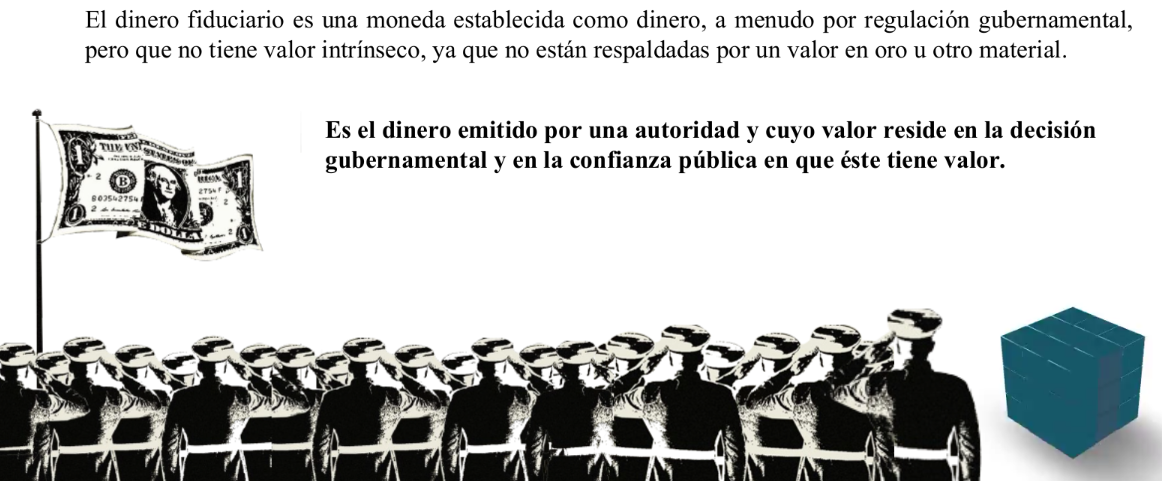 El dinero fiduciario es una moneda establecida como dinero, a menudo por regulación gubernamental,
pero que no tiene valor intrínseco, ya que no están respaldadas por un valor en oro u otro material.
Es el dinero emitido por una autoridad y cuyo valor reside en la decisión
gubernamental y en la confianza pública en que éste tiene valor.